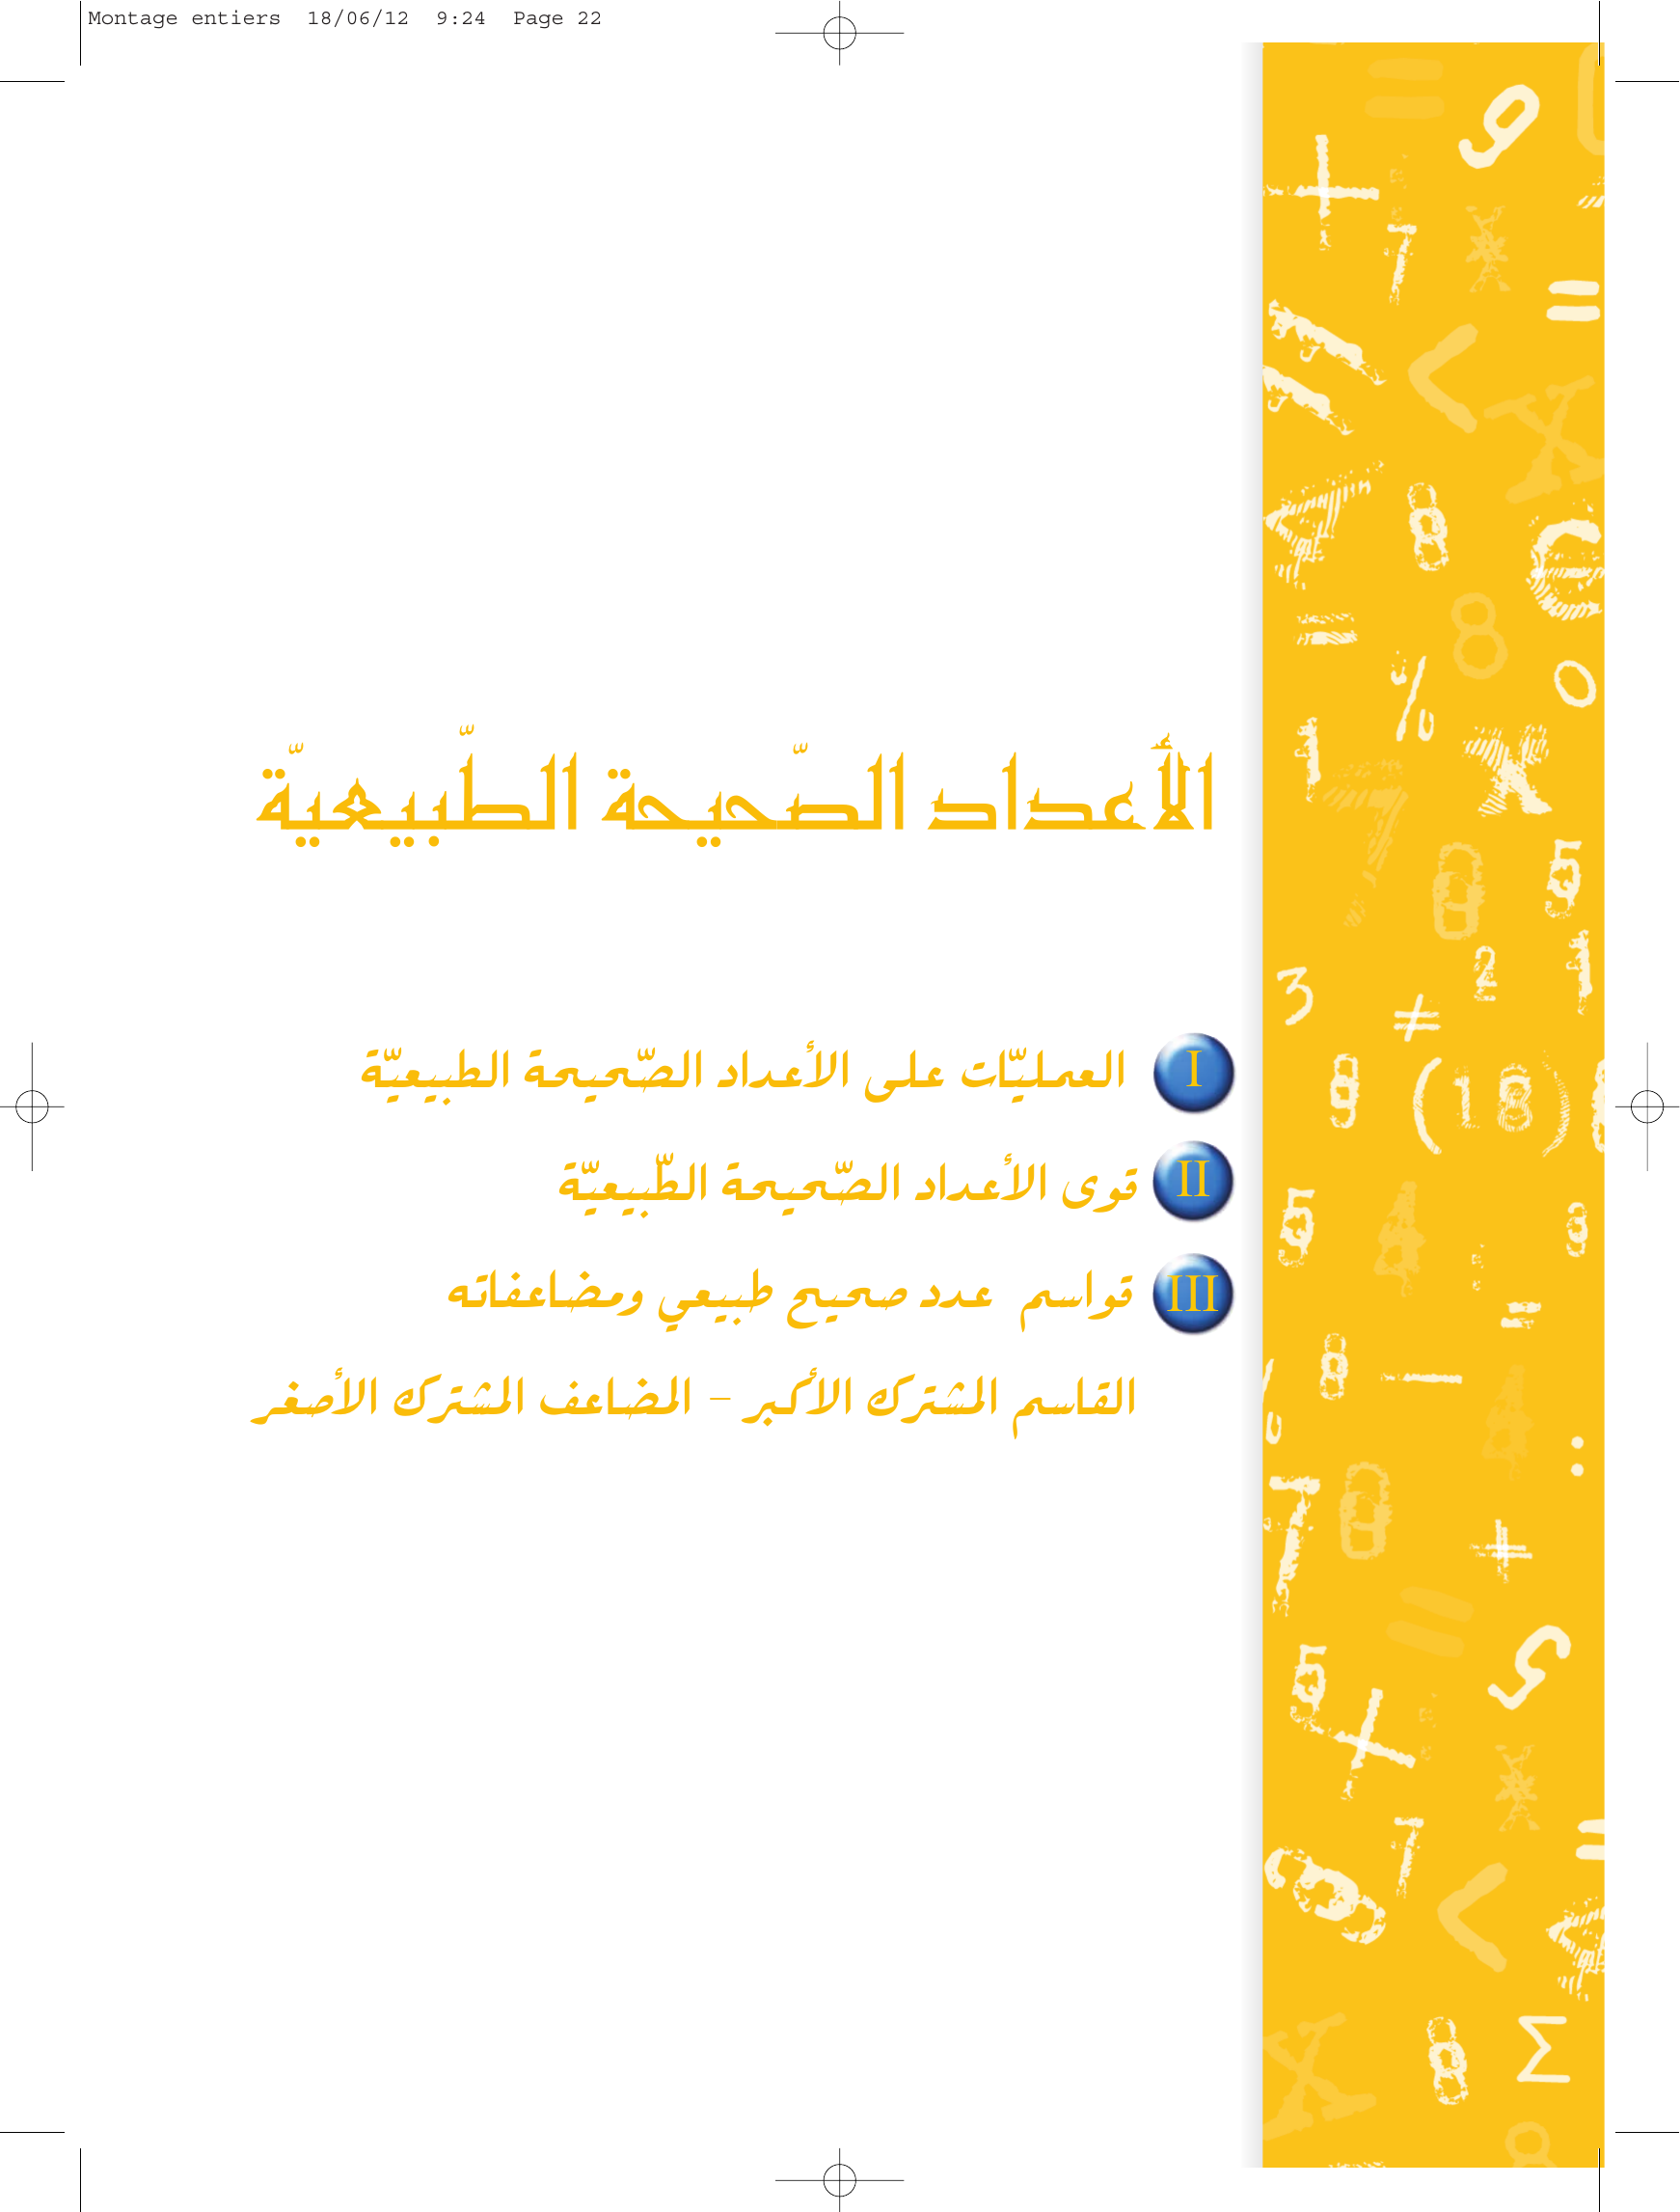 Montage entiers 18/06/12 9:24 Page 22
الأعداد الصّحيحة الطّبيعيّة
I العمليّات على الأعداد الصّحيحة الطبيعيّة
II قوى الأعداد الصّحيحة الطّبيعيّة
III قواسم عدد صحيح طبيعي ومضاعفاته
القاسم المشترك الأكبر - المضاعف المشترك الأصغر